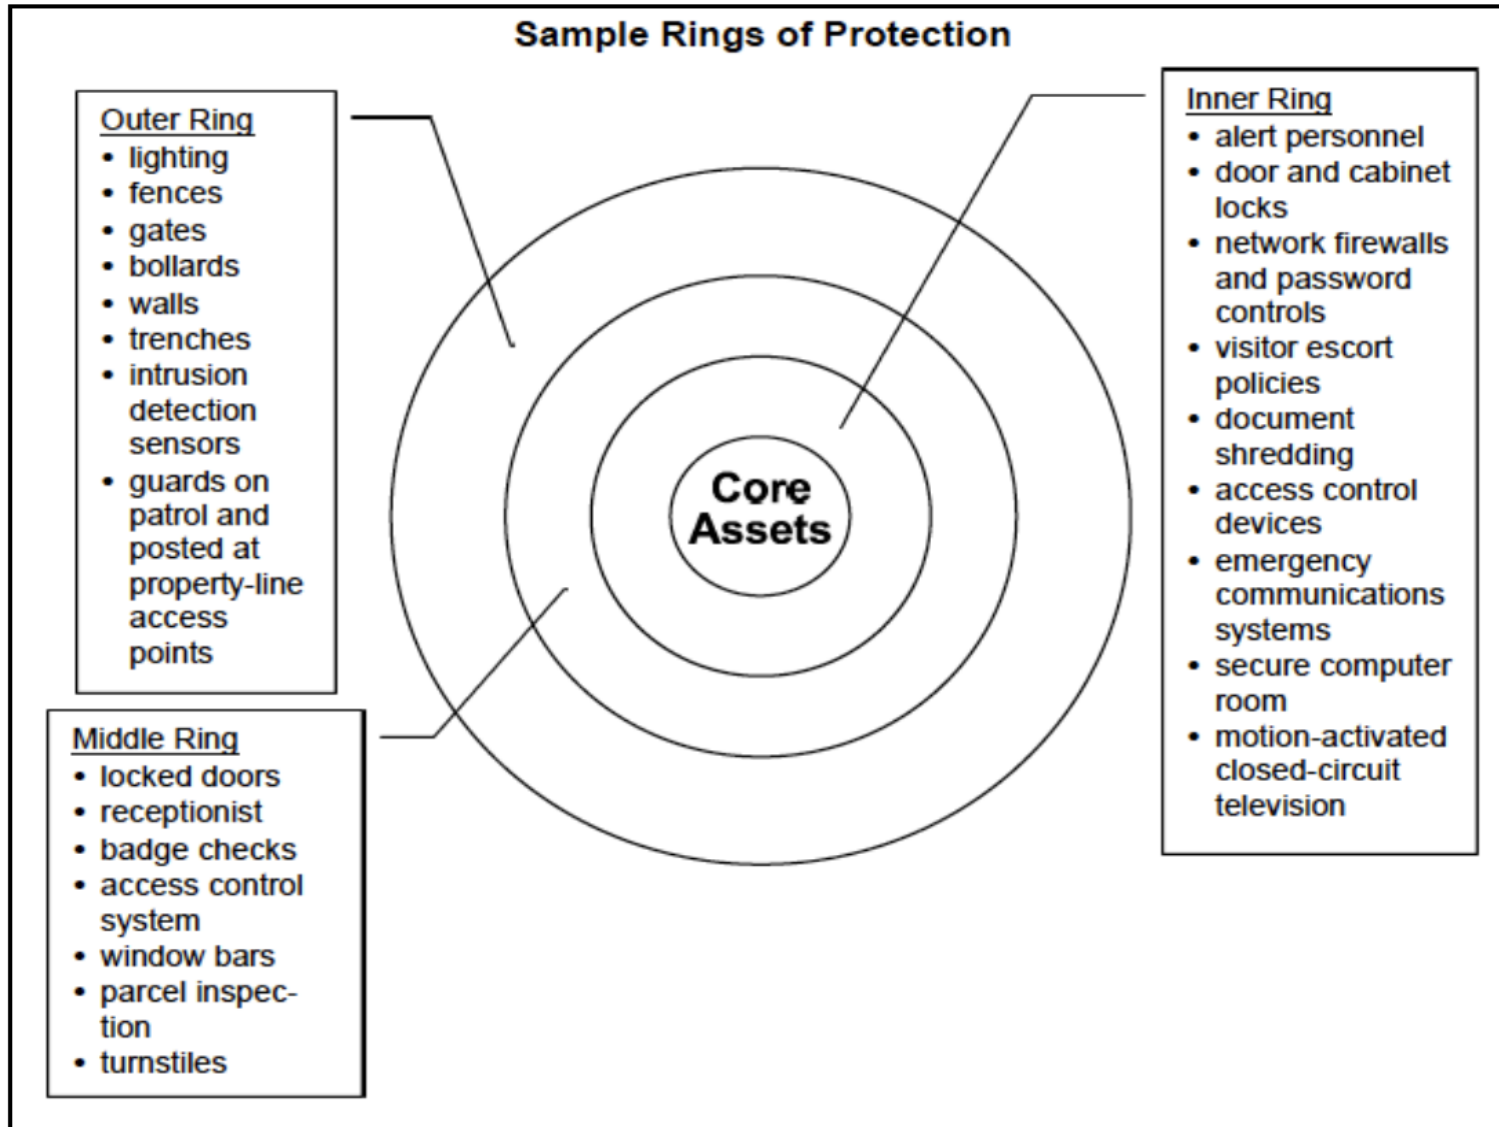 Sample Rings of Protection
Outer Ring
• lighting
• fences
• gates
• bollards
• walls
• trenches
• intrusion
detection
sensors
• guards on
patrol and
posted at
property-line
access
points
Middle Ring
• locked doors
• receptionist
• badge checks
• access control
system
• window bars
• parcel inspec-
tion
• turnstiles
Core
Assets
Inner Ring
• alert personnel
• door and cabinet
locks
• network firewalls
and password
controls
• visitor escort
policies
• document
shredding
• access control
devices
• emergency
communications
systems
• secure computer
room
• motion-activated
closed-circuit
television